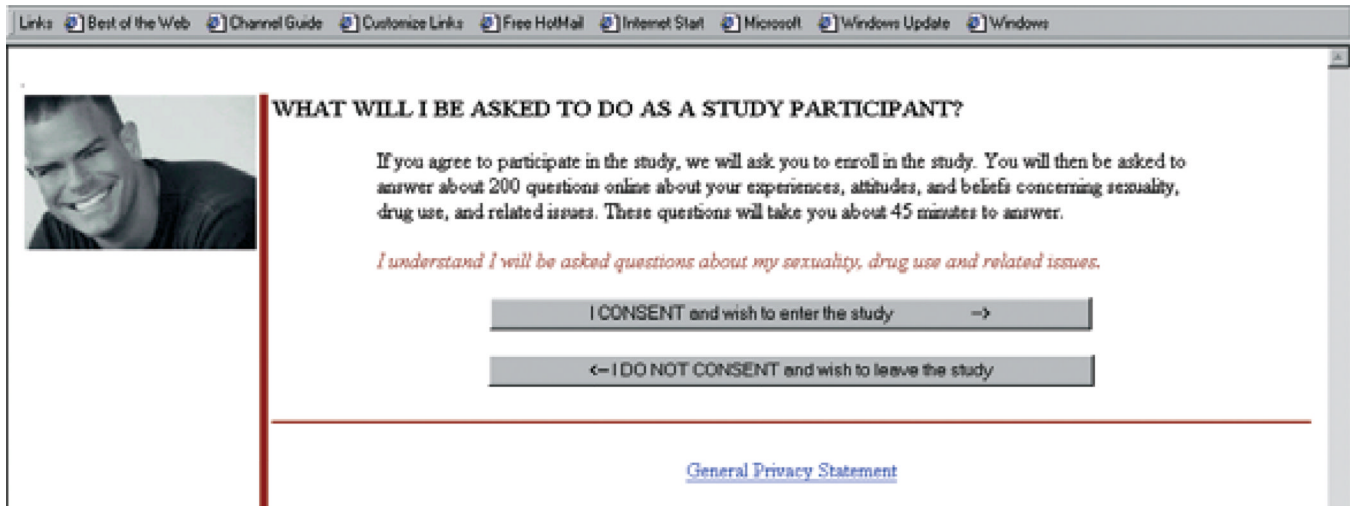 Links Best of the Web Channel Guide Customize Links Free HotMail Internet Start Microsoft Windows Update Windows
WHAT WILL I BE ASKED TO DO AS A STUDY PARTICIPANT?
If you agree to participate in the study, we will ask you to enroll in the study. You will then be asked to
answer about 200 questions online about your experiences, attitudes, and beliefs concerning sexuality,
drug use, and related issues. These questions will take you about 45 minutes to answer.
I understand I will be asked questions about my sexuality, drug use and related issues.
I CONSENT and wish to enter the study -->
<-- I DO NOT CONSENT and wish to leave the study
General Privacy Statement